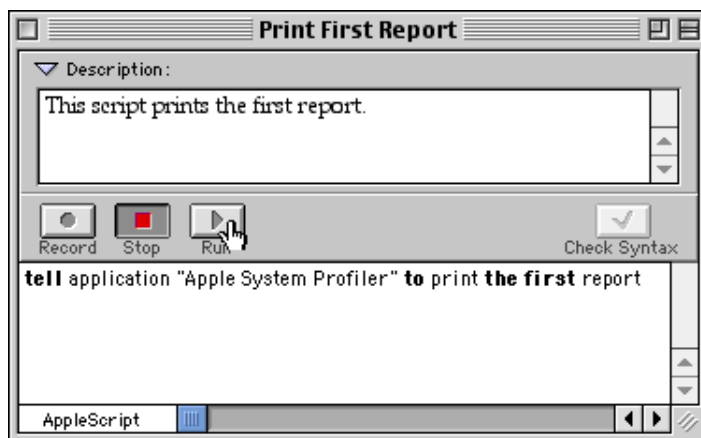 Print First Report
Description:
This script prints the first report.
Record Stop Run Check Syntax
tell application "Apple System Profiler" to print the first report
AppleScript